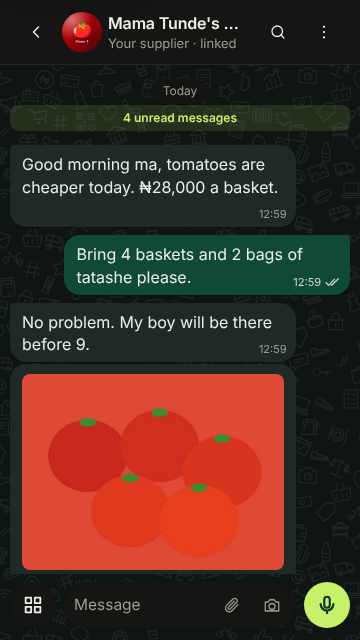 Mama Tunde's ...
Your supplier · linked
Today
4 unread messages
Good morning ma, tomatoes are
cheaper today. ₦28,000 a basket.
12:59
Bring 4 baskets and 2 bags of
tatashe please.
12:59
No problem. My boy will be there
before 9.
12:59
Message